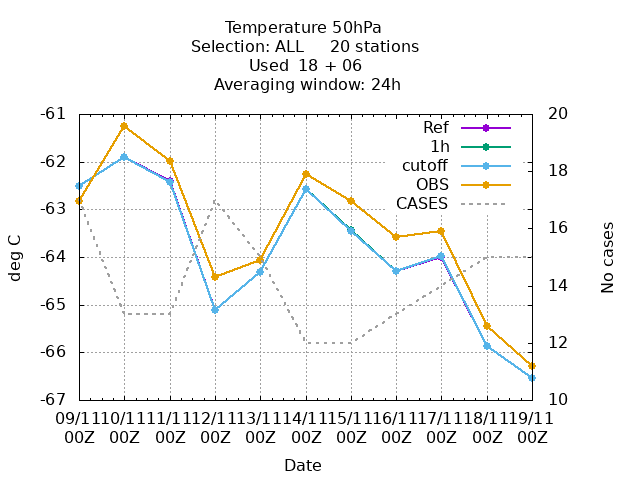 Temperature 50hPa
Selection: ALL 20 stations
Used 18 + 06
Averaging window: 24h
-61
-62
-63
-64
-65
-66
-67
deg C
20
18
16
14
12
10
No cases
Ref
1h
cutoff
OBS
CASES
09/11 10/11 11/11 12/11 13/11 14/11 15/11 16/11 17/11 18/11 19/11
00Z 00Z 00Z 00Z 00Z 00Z 00Z 00Z 00Z 00Z 00Z
Date